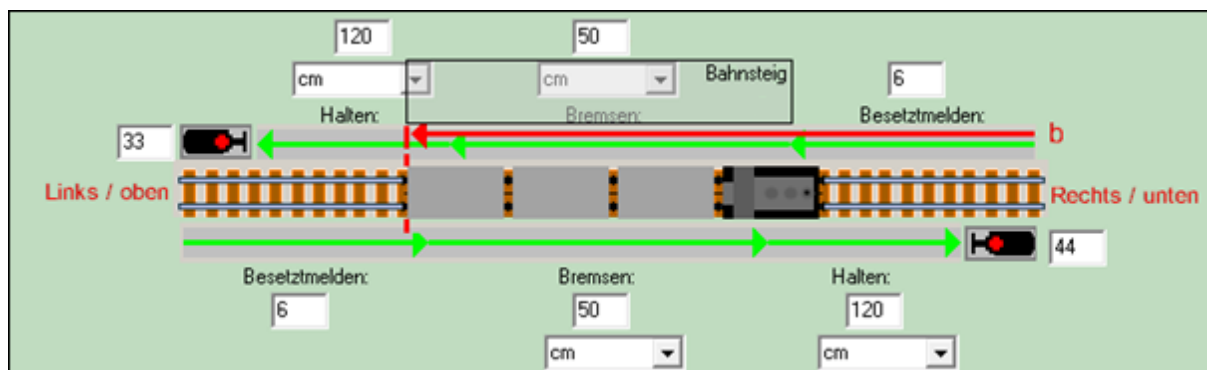 120 50
cm cm Bahnsteig 6
Halten: Bremsen: Besetztmelden:
33 b
Links / oben Rechts / unten
44
Besetztmelden: Bremsen: Halten:
6 50 120
cm cm